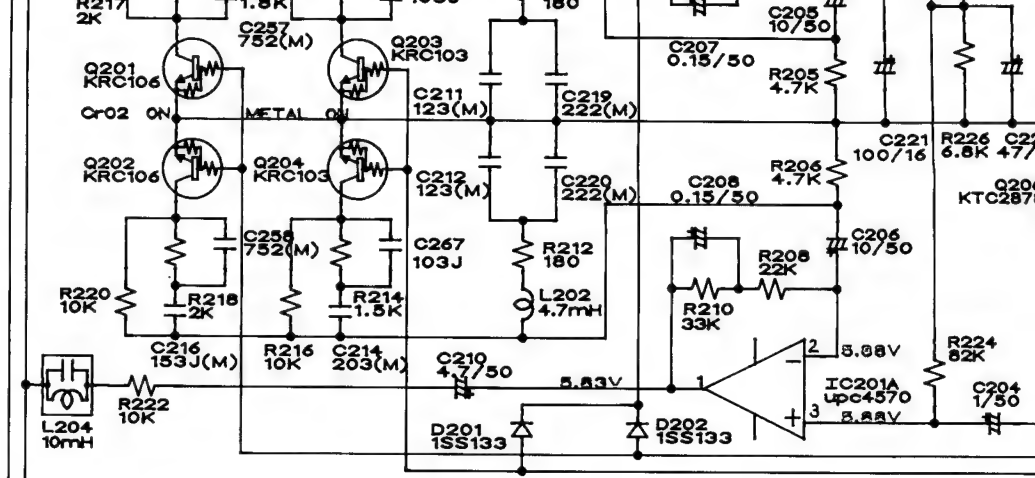 R217
2K
1.8K
180
C205
10/50
C257
752(M)
Q203
KRC103
C207
0.15/50
Q201
KRC106
R205
4.7K
C211
123(M)
C219
222(M)
CrO2 ON
METAL ON
C221
100/16
R226
6.8K
47/
Q202
KRC106
Q204
KRC103
C212
123(M)
C220
222(M)
C208
0.15/50
R206
4.7K
KTC2878
C258
752(M)
C267
103J
R212
180
C206
10/50
R208
22K
R220
10K
R218
2K
R214
1.5K
L202
4.7mH
R210
33K
C216
153J(M)
R216
10K
C214
203(M)
C210
4.7/50
5.83V
1
2
5.88V
IC201A
upc4570
3
5.88V
R224
82K
C204
1/50
L204
10mH
R222
10K
D201
1SS133
D202
1SS133